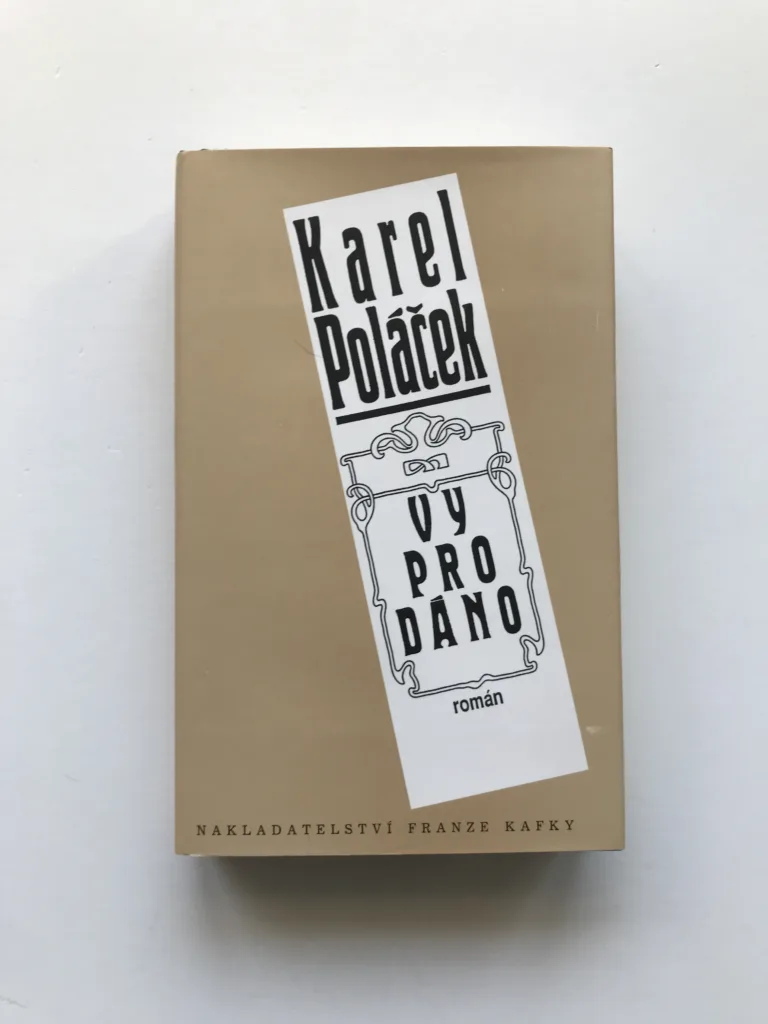 Karel
Poláček
VY
PRO
DÁNO
román
NAKLADATELSTVÍ FRANZE KAFKY